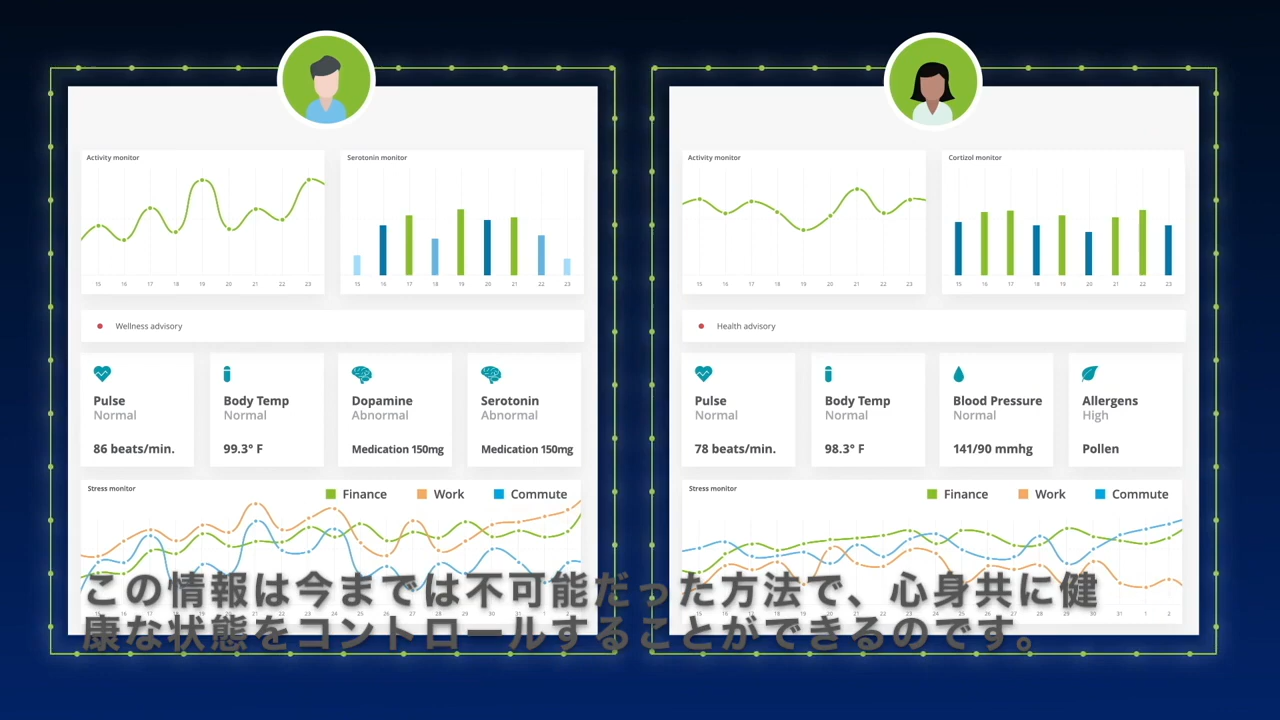 Activity monitor
15 16 17 18 19 20 21 22 23
Serotonin monitor
15 16 17 18 19 20 21 22 23
Wellness advisory
Pulse
Normal
86 beats/min.
Body Temp
Normal
99.3° F
Dopamine
Abnormal
Medication 150mg
Serotonin
Abnormal
Medication 150mg
Stress monitor
Finance Work Commute
Activity monitor
15 16 17 18 19 20 21 22 23
Cortizol monitor
15 16 17 18 19 20 21 22 23
Health advisory
Pulse
Normal
78 beats/min.
Body Temp
Normal
98.3° F
Blood Pressure
Normal
141/90 mmhg
Allergens
High
Pollen
Stress monitor
Finance Work Commute
この情報は今までは不可能だった方法で、心身共に健
康な状態をコントロールすることができるのです。